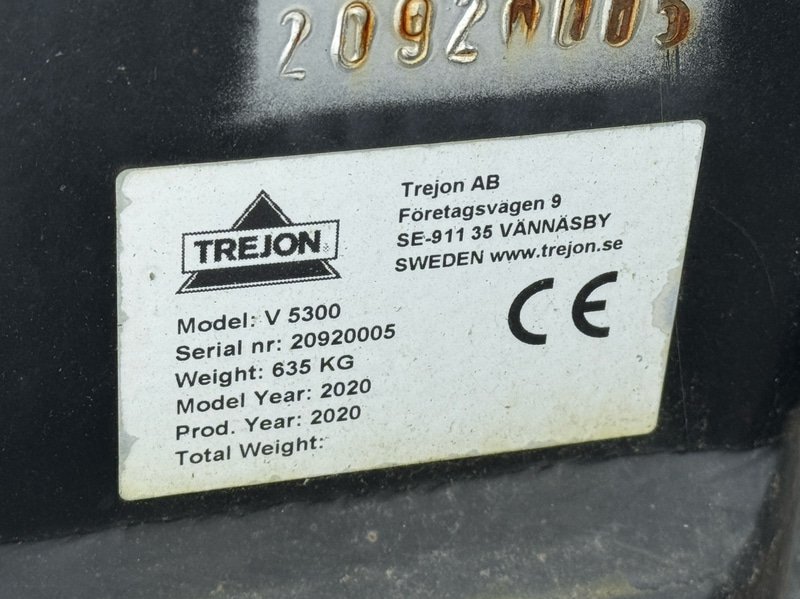 20920005
TREJON
Trejon AB
Företagsvägen 9
SE-911 35 VÄNNÄSBY
SWEDEN www.trejon.se
CE
Model: V 5300
Serial nr: 20920005
Weight: 635 KG
Model Year: 2020
Prod. Year: 2020
Total Weight: